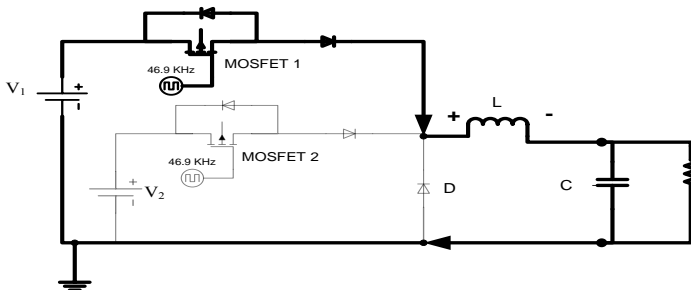 MOSFET 1
46.9 KHz
V1
+
-
L
+
-
46.9 KHz
MOSFET 2
V2
+
-
D
C